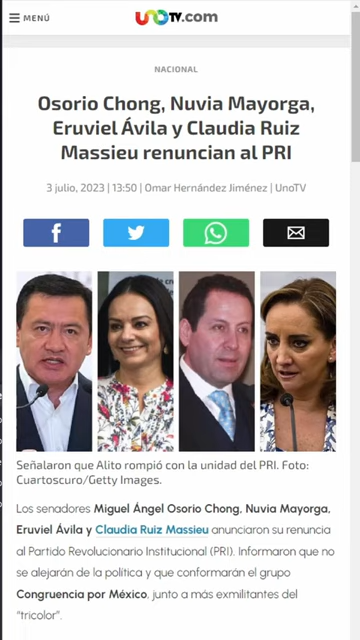 MENÚ
UNOTV.com
NACIONAL
Osorio Chong, Nuvia Mayorga,
Eruviel Ávila y Claudia Ruiz
Massieu renuncian al PRI
3 julio, 2023 | 13:50 | Omar Hernández Jiménez | UnoTV
Señalaron que Alito rompió con la unidad del PRI. Foto:
Cuartoscuro/Getty Images.
Los senadores Miguel Ángel Osorio Chong, Nuvia Mayorga,
Eruviel Ávila y Claudia Ruiz Massieu anunciaron su renuncia
al Partido Revolucionario Institucional (PRI). Informaron que no
se alejarán de la política y que conformarán el grupo
Congruencia por México, junto a más exmilitantes del
“tricolor”.